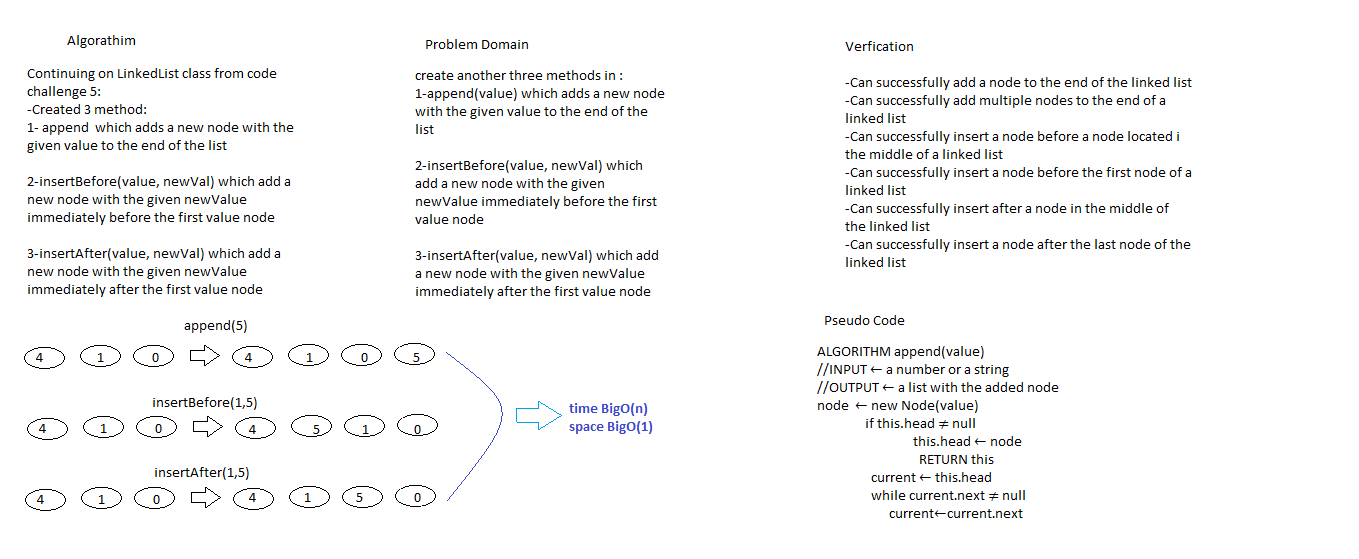 Algorathim
Continuing on LinkedList class from code
challenge 5:
-Created 3 method:
1- append  which adds a new node with the
given value to the end of the list
2-insertBefore(value, newVal) which add a
new node with the given newValue
immediately before the first value node
3-insertAfter(value, newVal) which add a
new node with the given newValue
immediately after the first value node
Problem Domain
create another three methods in :
1-append(value) which adds a new node
with the given value to the end of the
list
2-insertBefore(value, newVal) which
add a new node with the given
newValue immediately before the first
value node
3-insertAfter(value, newVal) which add
a new node with the given newValue
immediately after the first value node
Verfication
-Can successfully add a node to the end of the linked list
-Can successfully add multiple nodes to the end of a
linked list
-Can successfully insert a node before a node located i
the middle of a linked list
-Can successfully insert a node before the first node of a
linked list
-Can successfully insert after a node in the middle of
the linked list
-Can successfully insert a node after the last node of the
linked list
append(5)
4 1 0 4 1 0 5
insertBefore(1,5)
4 1 0 4 5 1 0
insertAfter(1,5)
4 1 0 4 1 5 0
time BigO(n)
space BigO(1)
Pseudo Code
ALGORITHM append(value)
//INPUT ← a number or a string
//OUTPUT ← a list with the added node
node ← new Node(value)
if this.head ≠ null
this.head ← node
RETURN this
current ← this.head
while current.next ≠ null
current←current.next